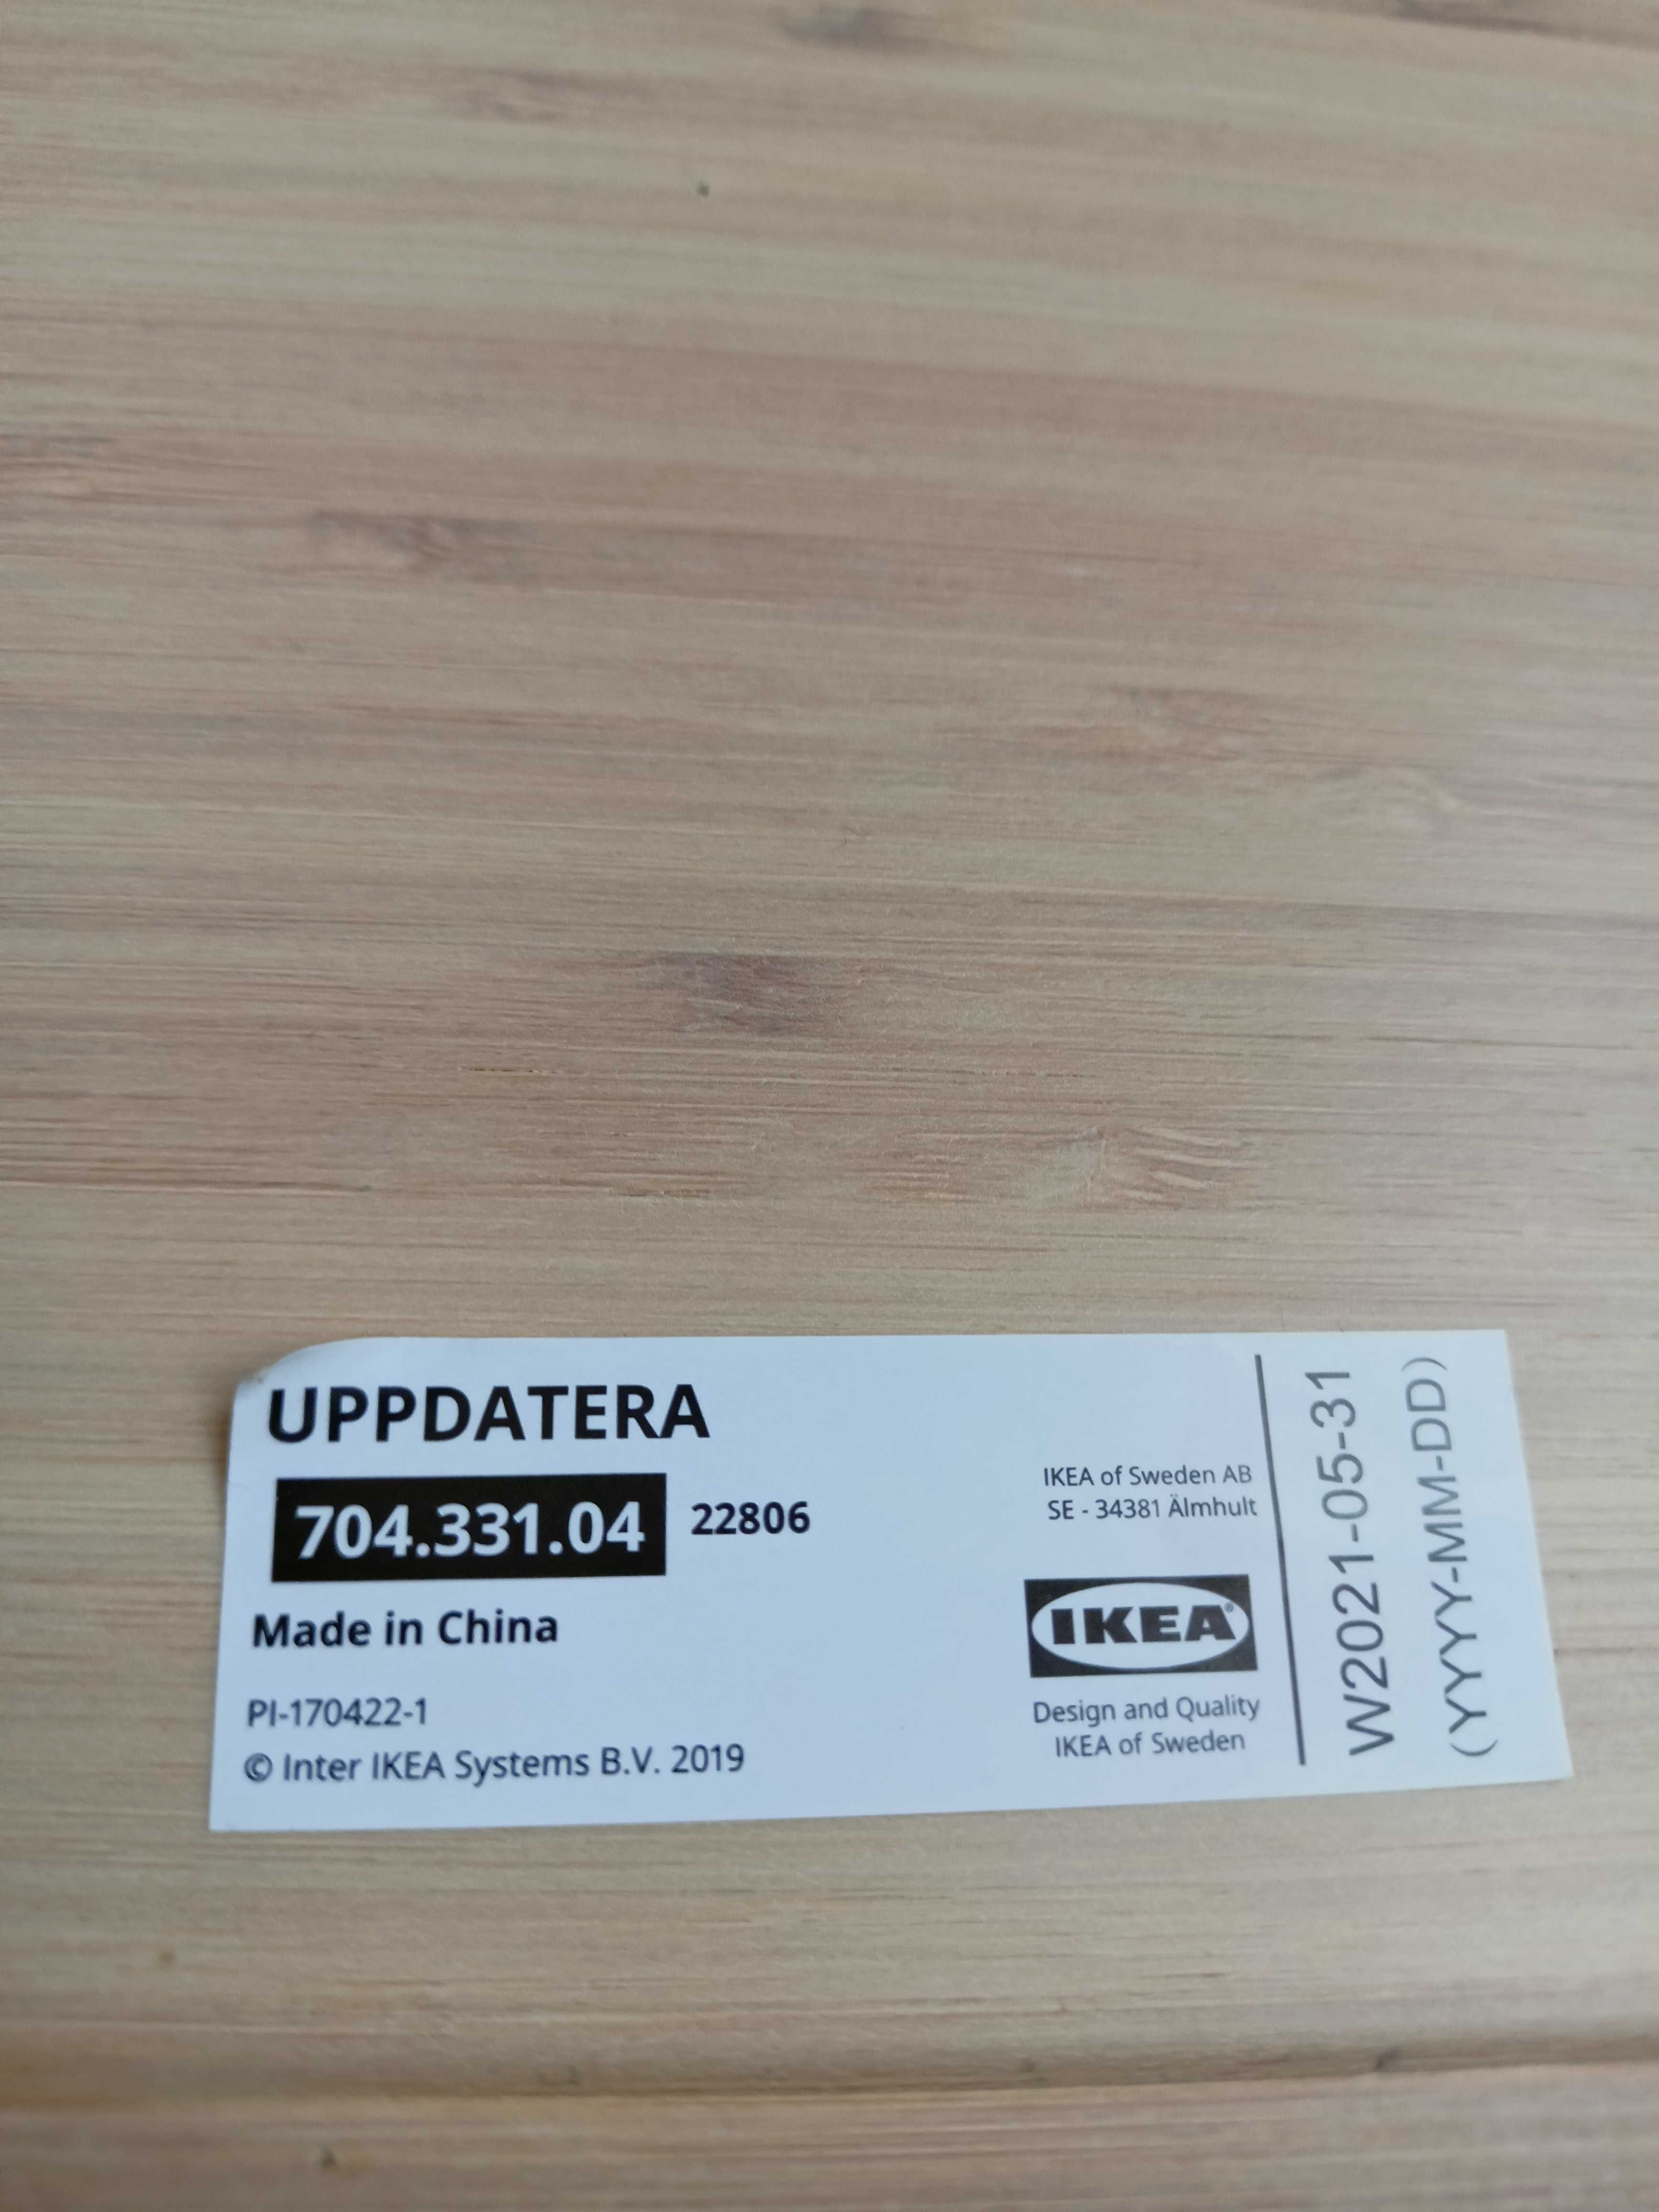 UPPDATERA
704.331.04 22806
Made in China
PI-170422-1
© Inter IKEA Systems B.V. 2019
IKEA of Sweden AB
SE - 34381 Älmhult
IKEA®
Design and Quality
IKEA of Sweden
W2021-05-31
(YYYY-MM-DD)